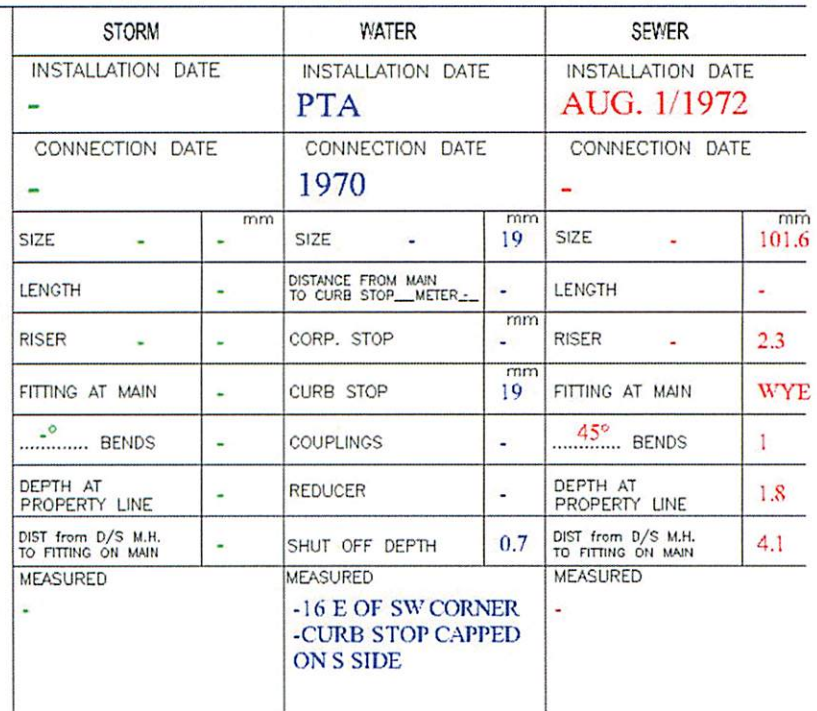 STORM WATER SEWER
INSTALLATION DATE INSTALLATION DATE INSTALLATION DATE
- PTA AUG. 1/1972
CONNECTION DATE CONNECTION DATE CONNECTION DATE
- 1970 -
mm mm mm
SIZE - - SIZE - 19 SIZE - 101.6
LENGTH - DISTANCE FROM MAIN TO CURB STOP__METER_-_ - LENGTH -
mm
RISER - - CORP. STOP - RISER - 2.3
mm
FITTING AT MAIN - CURB STOP 19 FITTING AT MAIN WYE
-° ............. BENDS - COUPLINGS - 45° ............. BENDS 1
DEPTH AT PROPERTY LINE - REDUCER - DEPTH AT PROPERTY LINE 1.8
DIST from D/S M.H. TO FITTING ON MAIN - SHUT OFF DEPTH 0.7 DIST from D/S M.H. TO FITTING ON MAIN 4.1
MEASURED MEASURED MEASURED
- -16 E OF SW CORNER -
-CURB STOP CAPPED
ON S SIDE